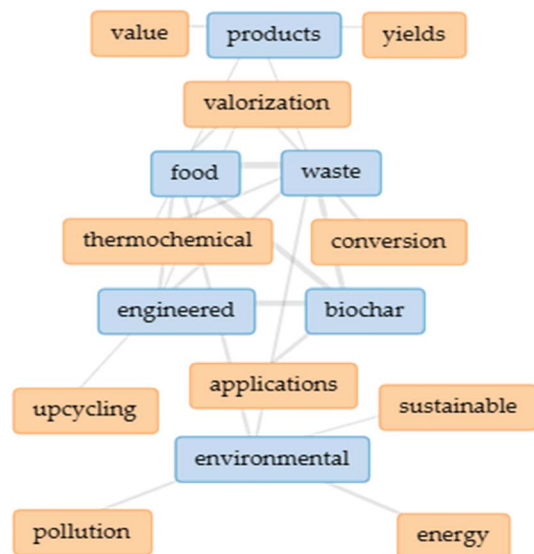 value
products
yields
valorization
food
waste
thermochemical
conversion
engineered
biochar
applications
upcycling
sustainable
environmental
pollution
energy